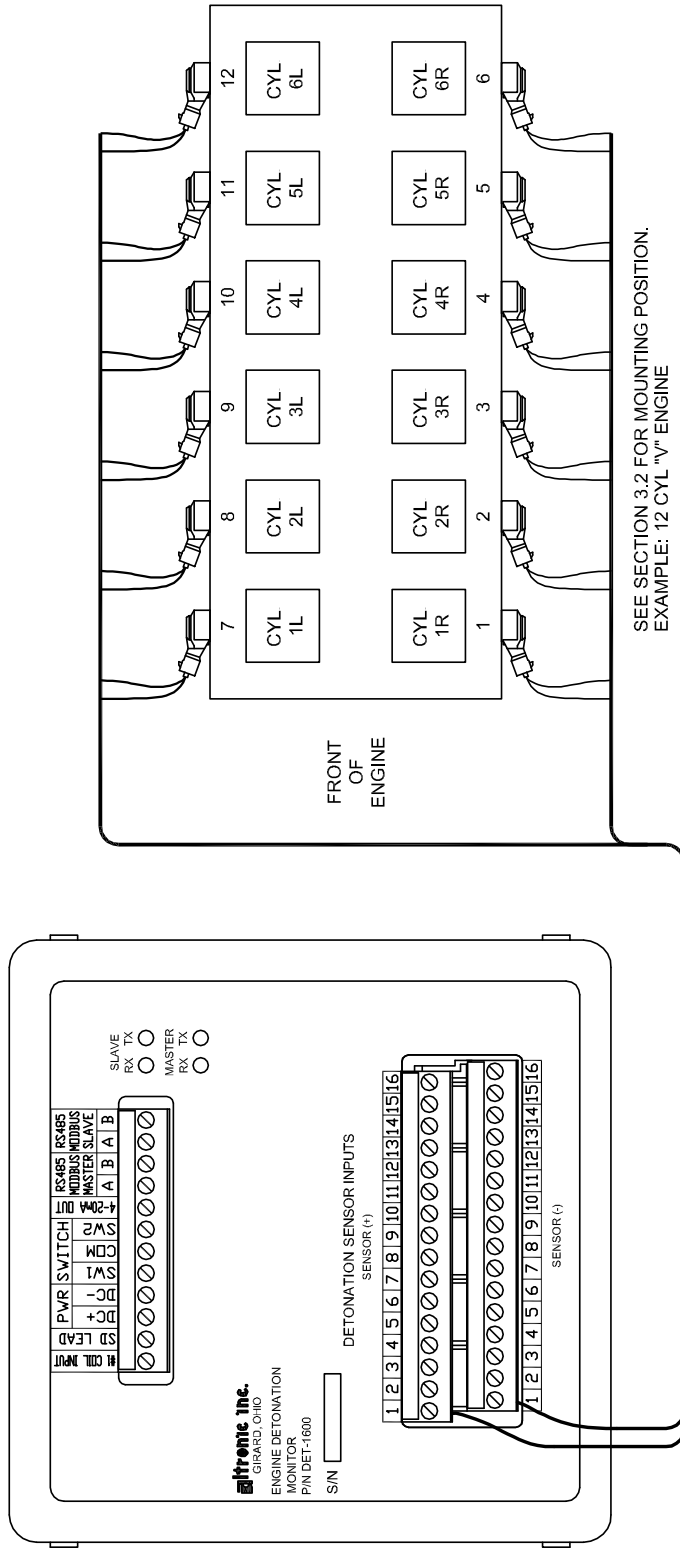 12
11
10
9
8
7
CYL
6L
CYL
5L
CYL
4L
CYL
3L
CYL
2L
CYL
1L
CYL
6R
CYL
5R
CYL
4R
CYL
3R
CYL
2R
CYL
1R
6
5
4
3
2
1
FRONT
OF
ENGINE
SEE SECTION 3.2 FOR MOUNTING POSITION.
EXAMPLE: 12 CYL "V" ENGINE
#1 COIL INPUT
SD LEAD
PWR
DC+
DC-
SWITCH
SW1
COM
SW2
4-20mA OUT
RS485
MODBUS
MASTER
A B
RS485
MODBUS
SLAVE
A B
SLAVE
RX TX
MASTER
RX TX
altronic inc.
GIRARD, OHIO
ENGINE DETONATION
MONITOR
P/N DET-1600
S/N
DETONATION SENSOR INPUTS
SENSOR (+)
1 2 3 4 5 6 7 8 9 10 11 12 13 14 15 16
1 2 3 4 5 6 7 8 9 10 11 12 13 14 15 16
SENSOR (-)